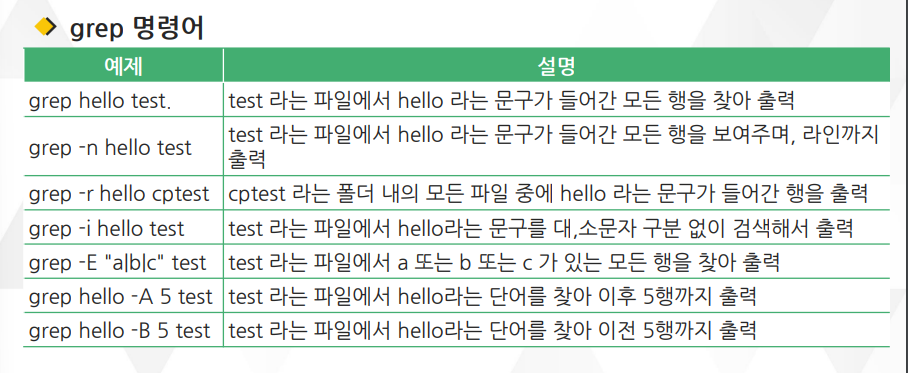 grep 명령어
예제 설명
grep hello test. test 라는 파일에서 hello 라는 문구가 들어간 모든 행을 찾아 출력
grep -n hello test test 라는 파일에서 hello 라는 문구가 들어간 모든 행을 보여주며, 라인까지
출력
grep -r hello cptest cptest 라는 폴더 내의 모든 파일 중에 hello 라는 문구가 들어간 행을 출력
grep -i hello test test 라는 파일에서 hello라는 문구를 대,소문자 구분 없이 검색해서 출력
grep -E "a|b|c" test test 라는 파일에서 a 또는 b 또는 c 가 있는 모든 행을 찾아 출력
grep hello -A 5 test test 라는 파일에서 hello라는 단어를 찾아 이후 5행까지 출력
grep hello -B 5 test test 라는 파일에서 hello라는 단어를 찾아 이전 5행까지 출력